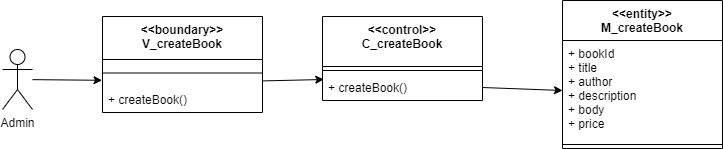 Admin
<<boundary>>
V_createBook
+ createBook()
<<control>>
C_createBook
+ createBook()
<<entity>>
M_createBook
+ bookId
+ title
+ author
+ description
+ body
+ price